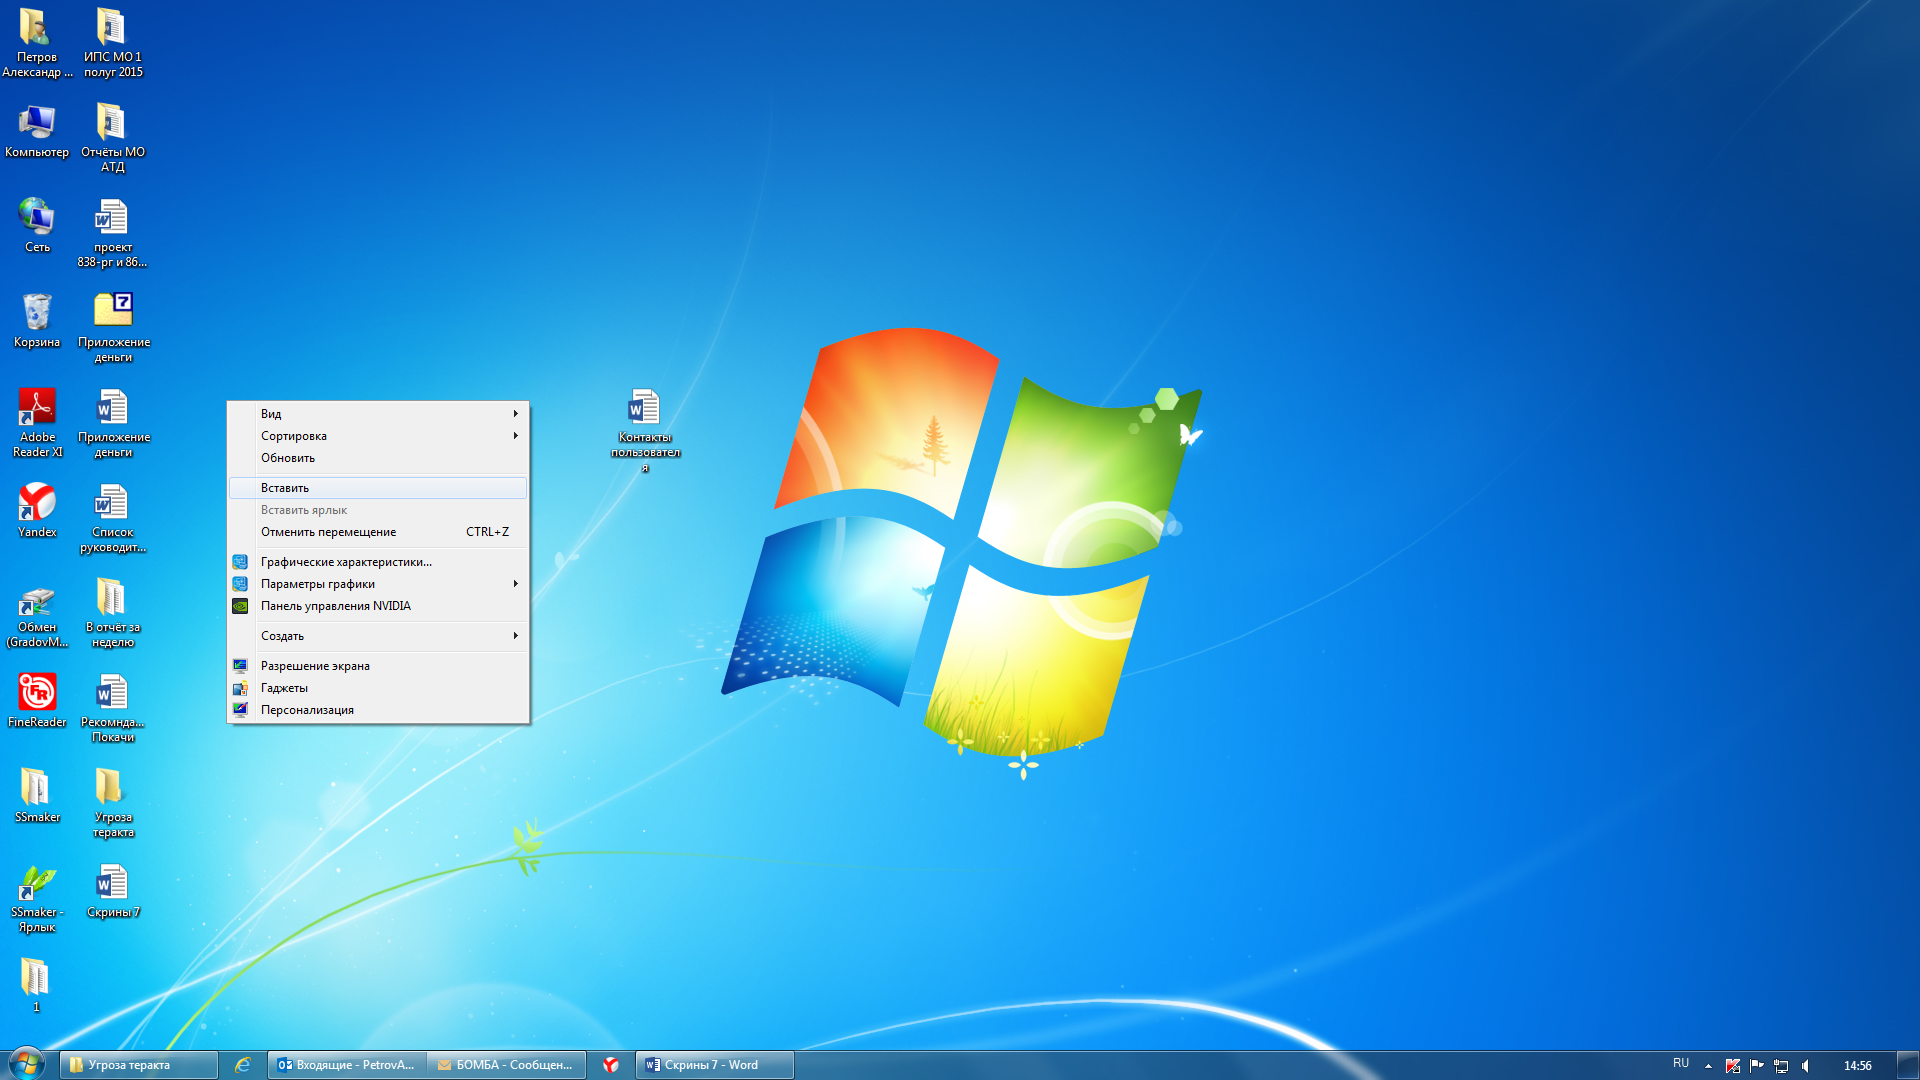 Петров
Александр ...
ИПС МО 1
полуг 2015
Компьютер
Отчёты МО
АТД
Сеть
проект
838-рг и 86...
Корзина
Приложение
деньги
Adobe
Reader XI
Приложение
деньги
Yandex
Список
руководит...
Обмен
(GradovM...
В отчёт за
неделю
FineReader
Рекомнда...
Покачи
SSmaker
Угроза
теракта
SSmaker -
Ярлык
Скрины 7
1
Контакты
пользовател
я
Вид
Сортировка
Обновить
Вставить
Вставить ярлык
Отменить перемещение CTRL+Z
Графические характеристики...
Параметры графики
Панель управления NVIDIA
Создать
Разрешение экрана
Гаджеты
Персонализация
Угроза теракта
Входящие - PetrovA...
БОМБА - Сообщен...
Скрины 7 - Word
RU
14:56